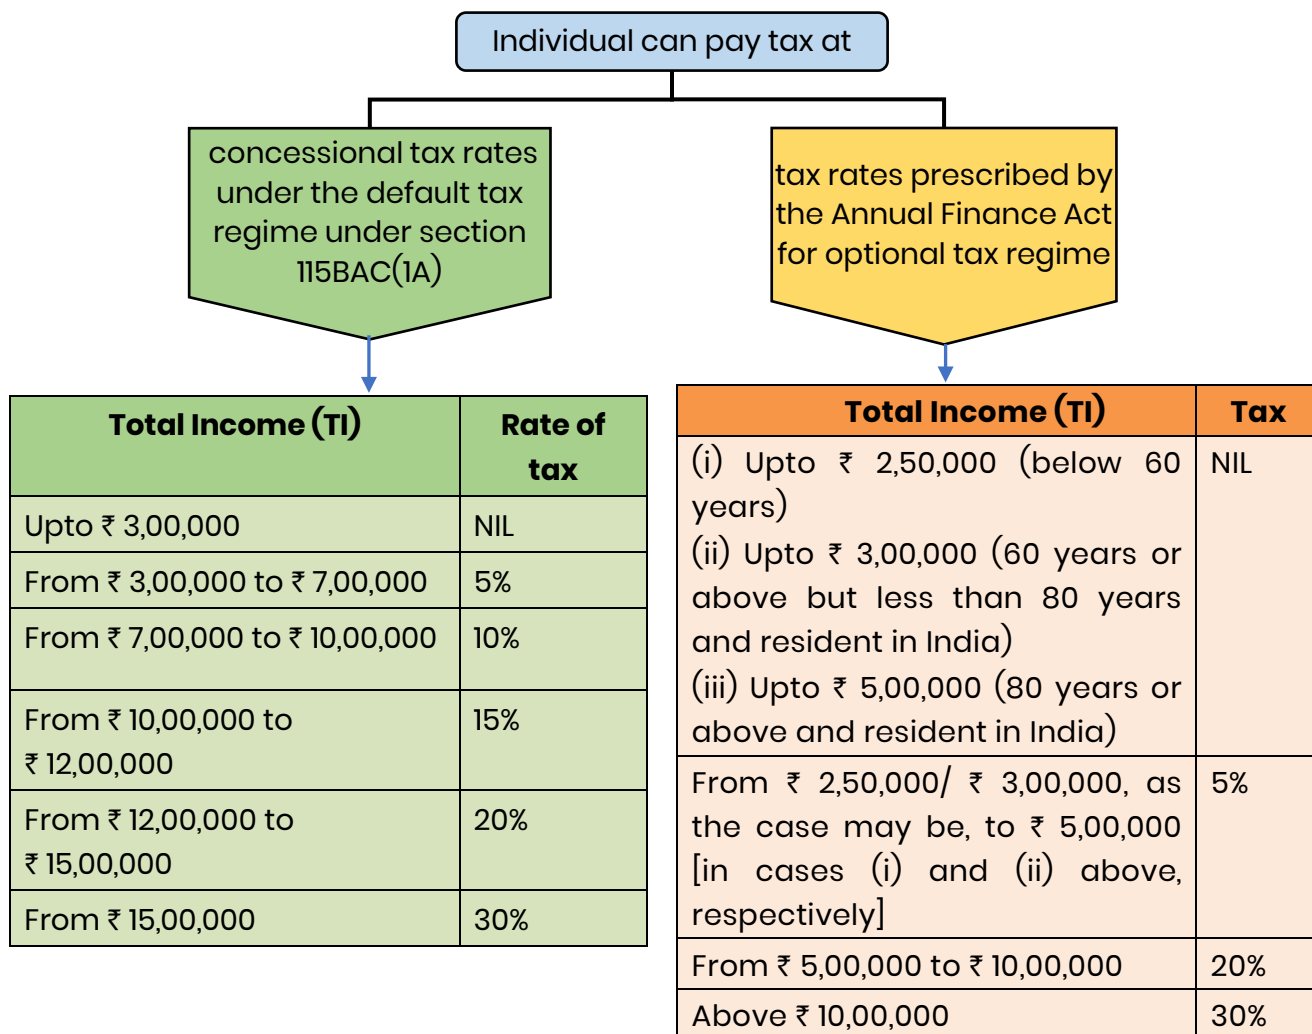 Individual can pay tax at
concessional tax rates
under the default tax
regime under section
115BAC(1A)
tax rates prescribed by
the Annual Finance Act
for optional tax regime
Total Income (TI) Rate of
tax
Upto ₹ 3,00,000 NIL
From ₹ 3,00,000 to ₹ 7,00,000 5%
From ₹ 7,00,000 to ₹ 10,00,000 10%
From ₹ 10,00,000 to 15%
₹ 12,00,000
From ₹ 12,00,000 to 20%
₹ 15,00,000
From ₹ 15,00,000 30%
Total Income (TI) Tax
(i) Upto ₹ 2,50,000 (below 60 NIL
years)
(ii) Upto ₹ 3,00,000 (60 years or
above but less than 80 years
and resident in India)
(iii) Upto ₹ 5,00,000 (80 years or
above and resident in India)
From ₹ 2,50,000/ ₹ 3,00,000, as 5%
the case may be, to ₹ 5,00,000
[in cases (i) and (ii) above,
respectively]
From ₹ 5,00,000 to ₹ 10,00,000 20%
Above ₹ 10,00,000 30%